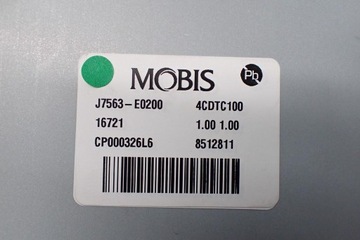 MOBIS Pb
J7563-E0200 4CDTC100
16721 1.00 1.00
CP000326L6 8512811